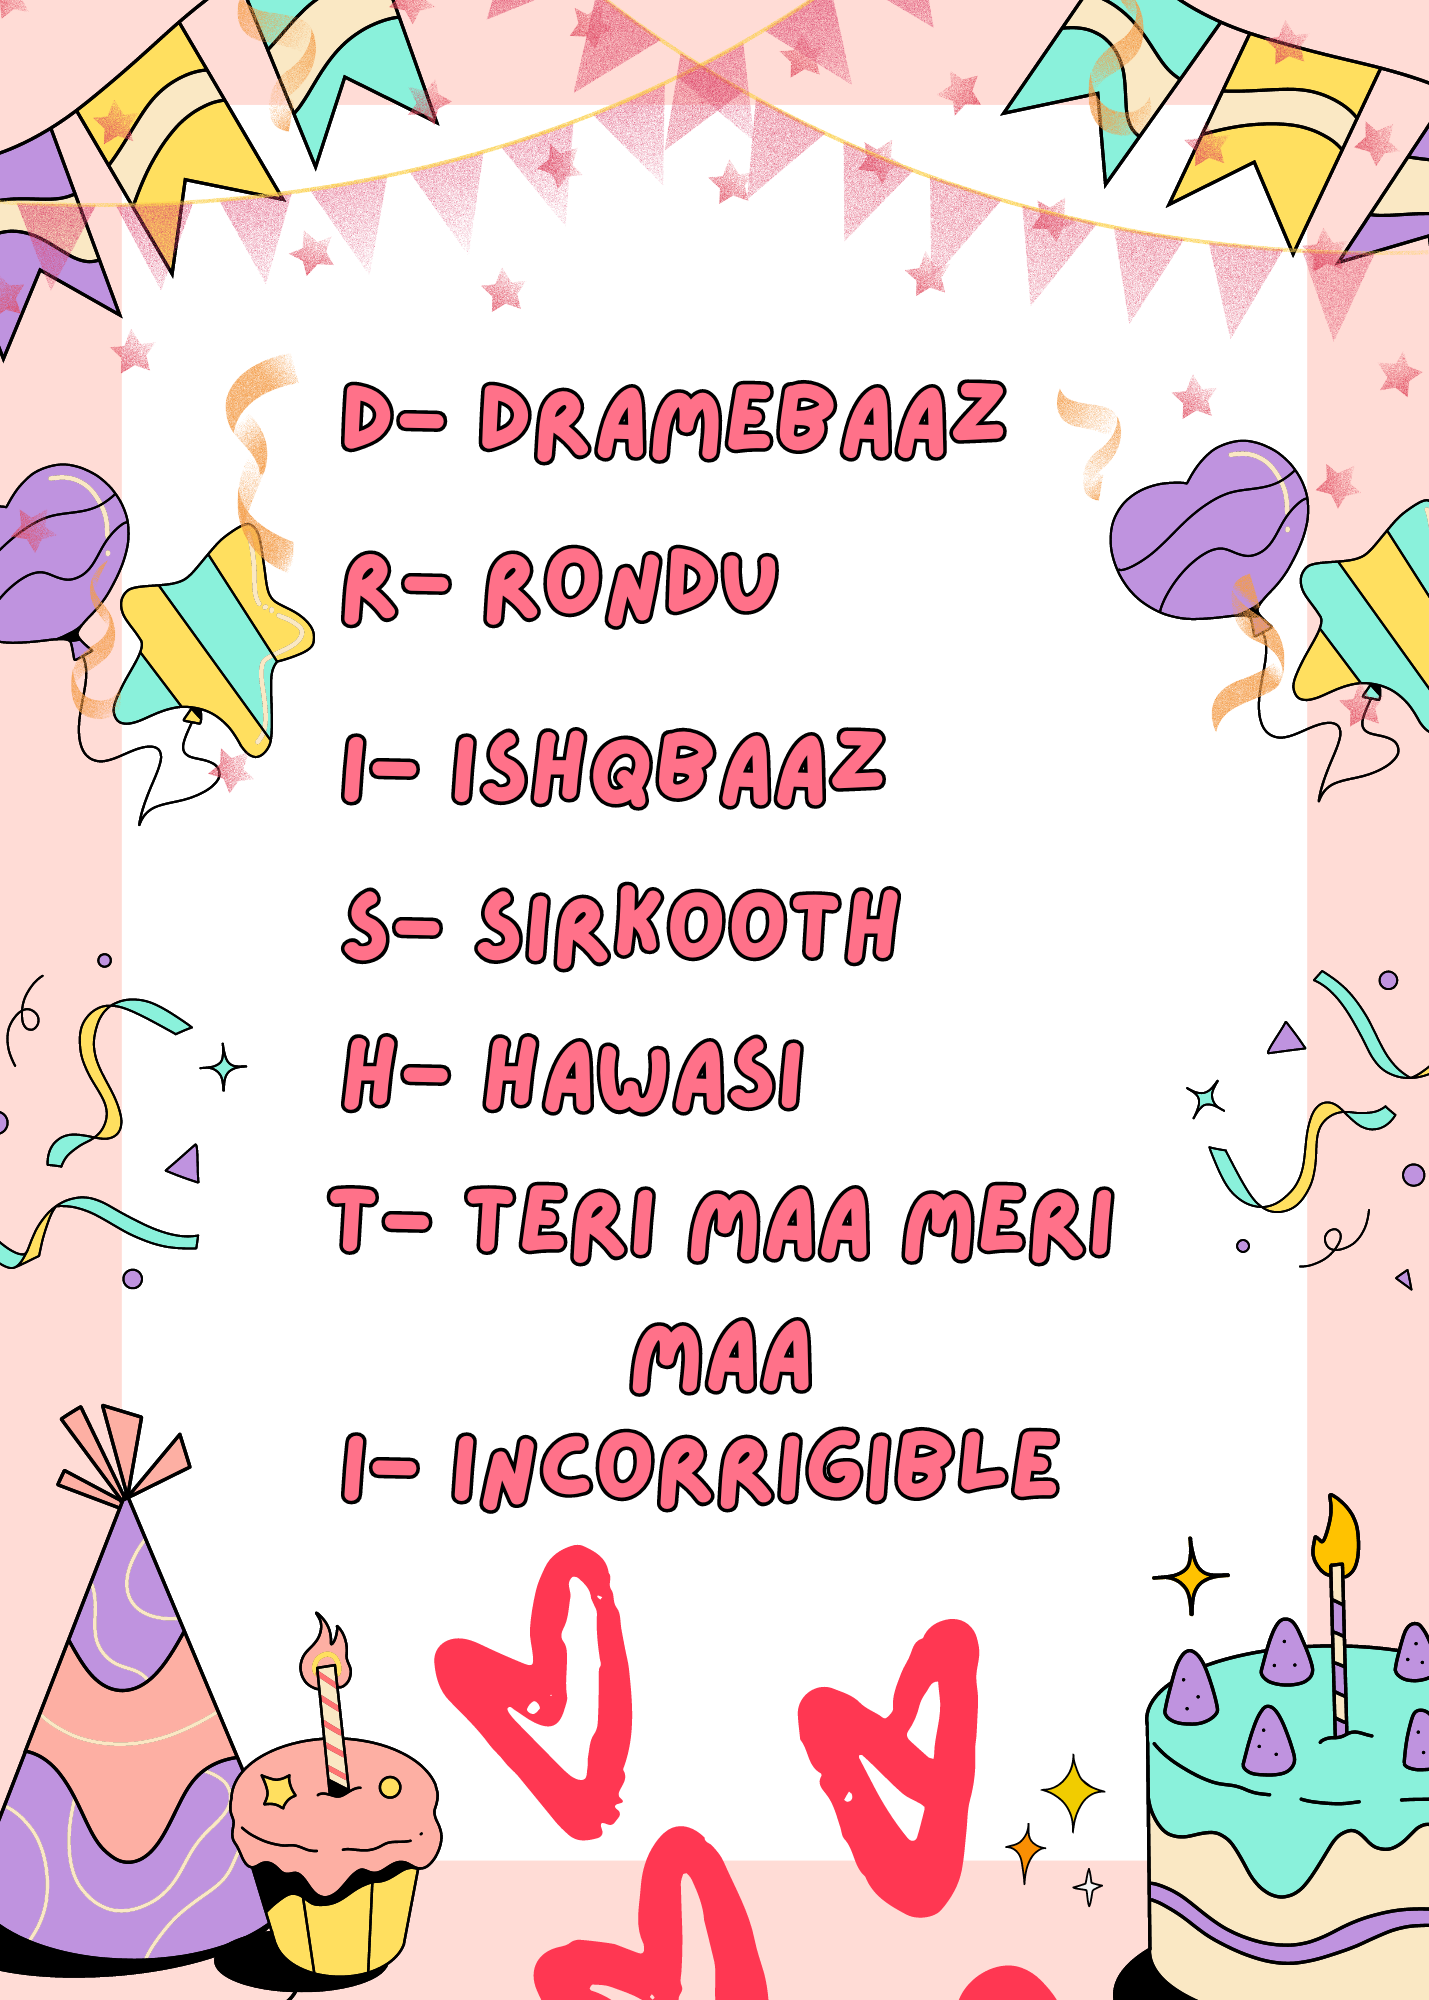 D- DRAMEBAAZ
R- RONDU
I- ISHQBAAZ
S- SIRKOOTH
H- HAWASI
T- TERI MAA MERI
MAA
I- INCORRIGIBLE